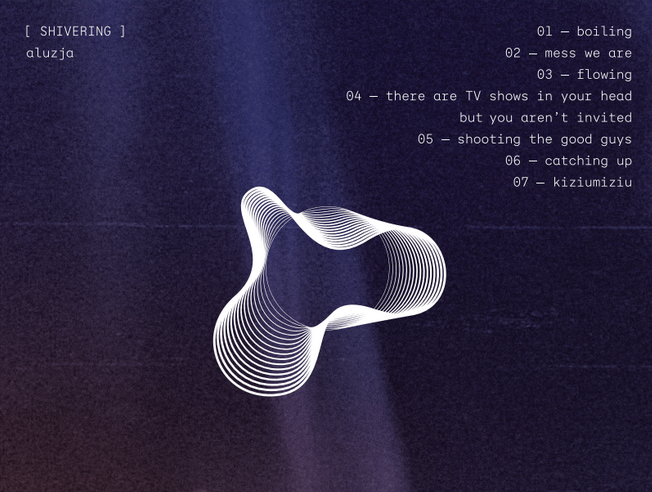 [ SHIVERING ]
aluzja
01 — boiling
02 — mess we are
03 — flowing
04 — there are TV shows in your head
but you aren’t invited
05 — shooting the good guys
06 — catching up
07 — kiziumiziu